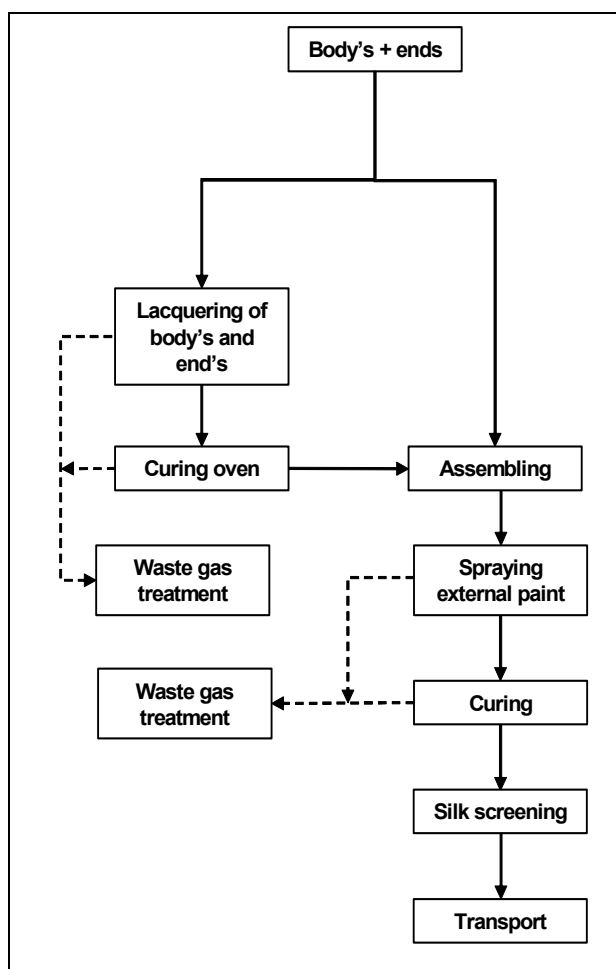 Body's + ends
Lacquering of
body's and
end's
Curing oven
Assembling
Waste gas
treatment
Spraying
external paint
Waste gas
treatment
Curing
Silk screening
Transport